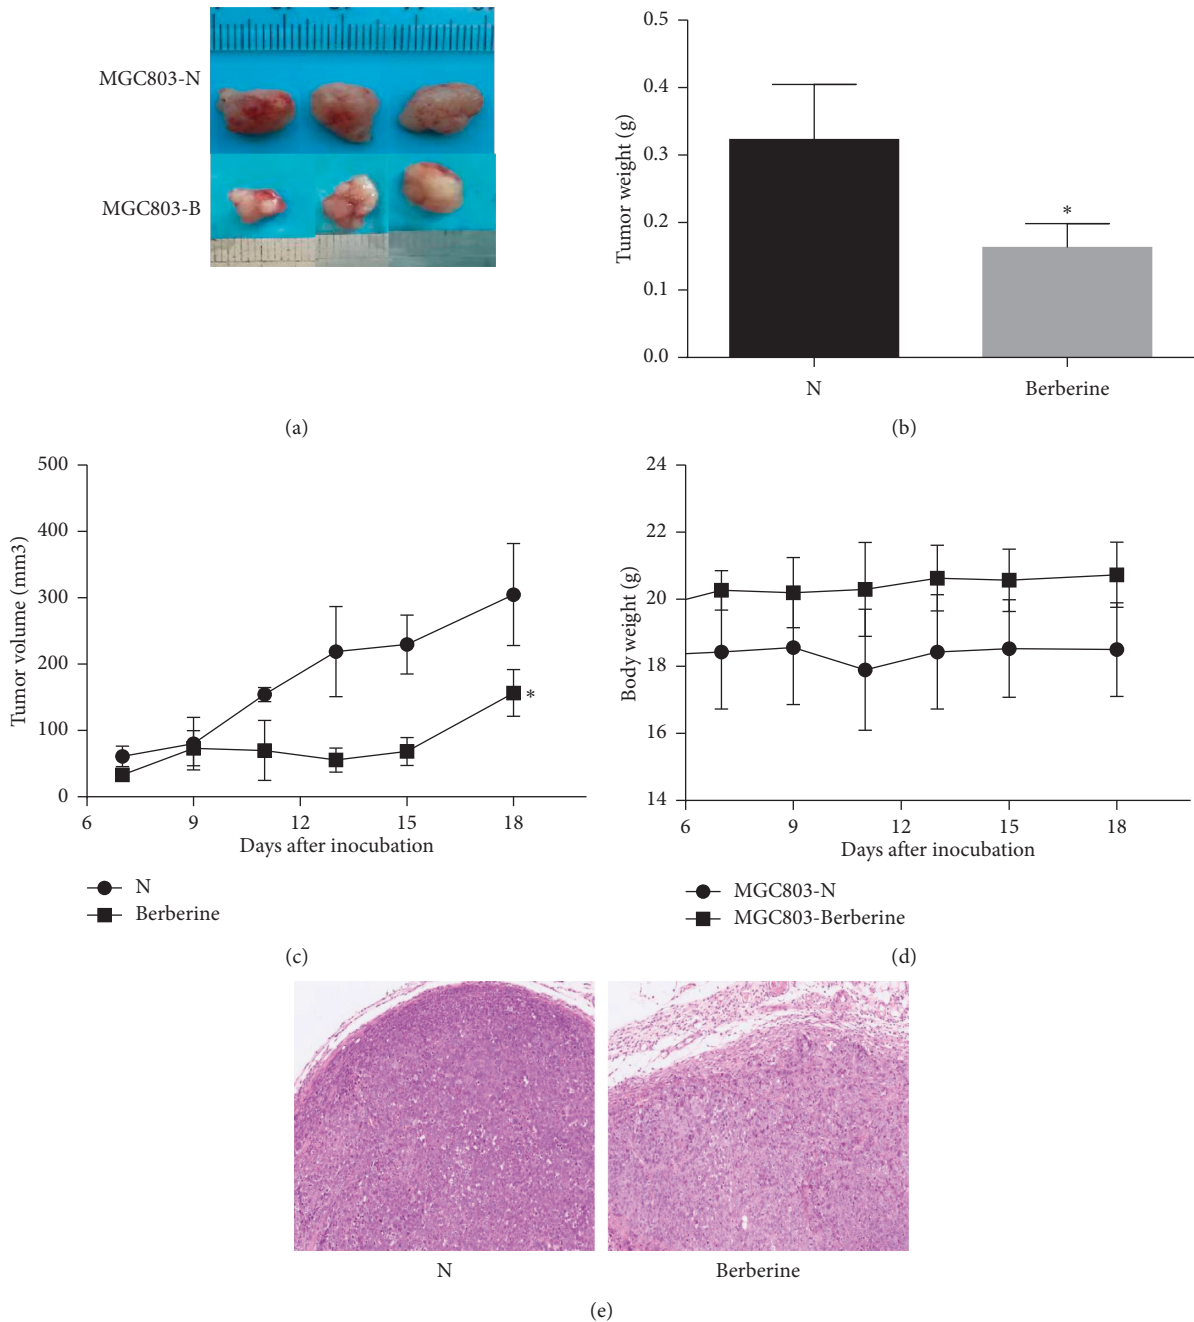 MGC803-N
MGC803-B
(a)
Tumor weight (g)
0.5
0.4
0.3
0.2
0.1
0.0
*
N
Berberine
(b)
Tumor volume (mm3)
500
400
300
200
100
0
*
6
9
12
15
18
Days after inocubation
N
Berberine
(c)
Body weight (g)
24
22
20
18
16
14
6
9
12
15
18
Days after inocubation
MGC803-N
MGC803-Berberine
(d)
N
Berberine
(e)